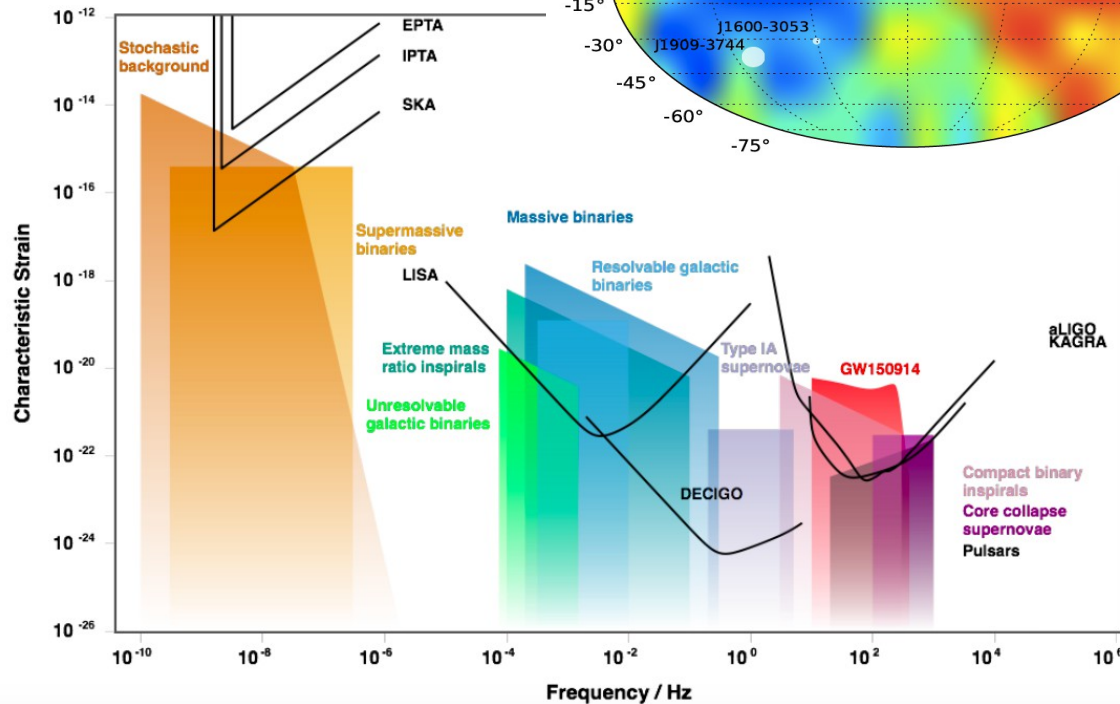 10 -12
10 -14
10 -16
10 -18
10 -20
10 -22
10 -24
10 -26
Characteristic Strain
Stochastic
background
EPTA
IPTA
SKA
Supermassive
binaries
LISA
Massive binaries
Resolvable galactic
binaries
Extreme mass
ratio inspirals
Unresolvable
galactic binaries
Type IA
supernovae
GW150914
DECIGO
aLIGO
KAGRA
Compact binary
inspirals
Core collapse
supernovae
Pulsars
10-10
10-8
10-6
10-4
10-2
10 0
10 2
10 4
10 6
Frequency / Hz
-15°
-30°
-45°
-60°
-75°
J1600-3053
J1909-3744